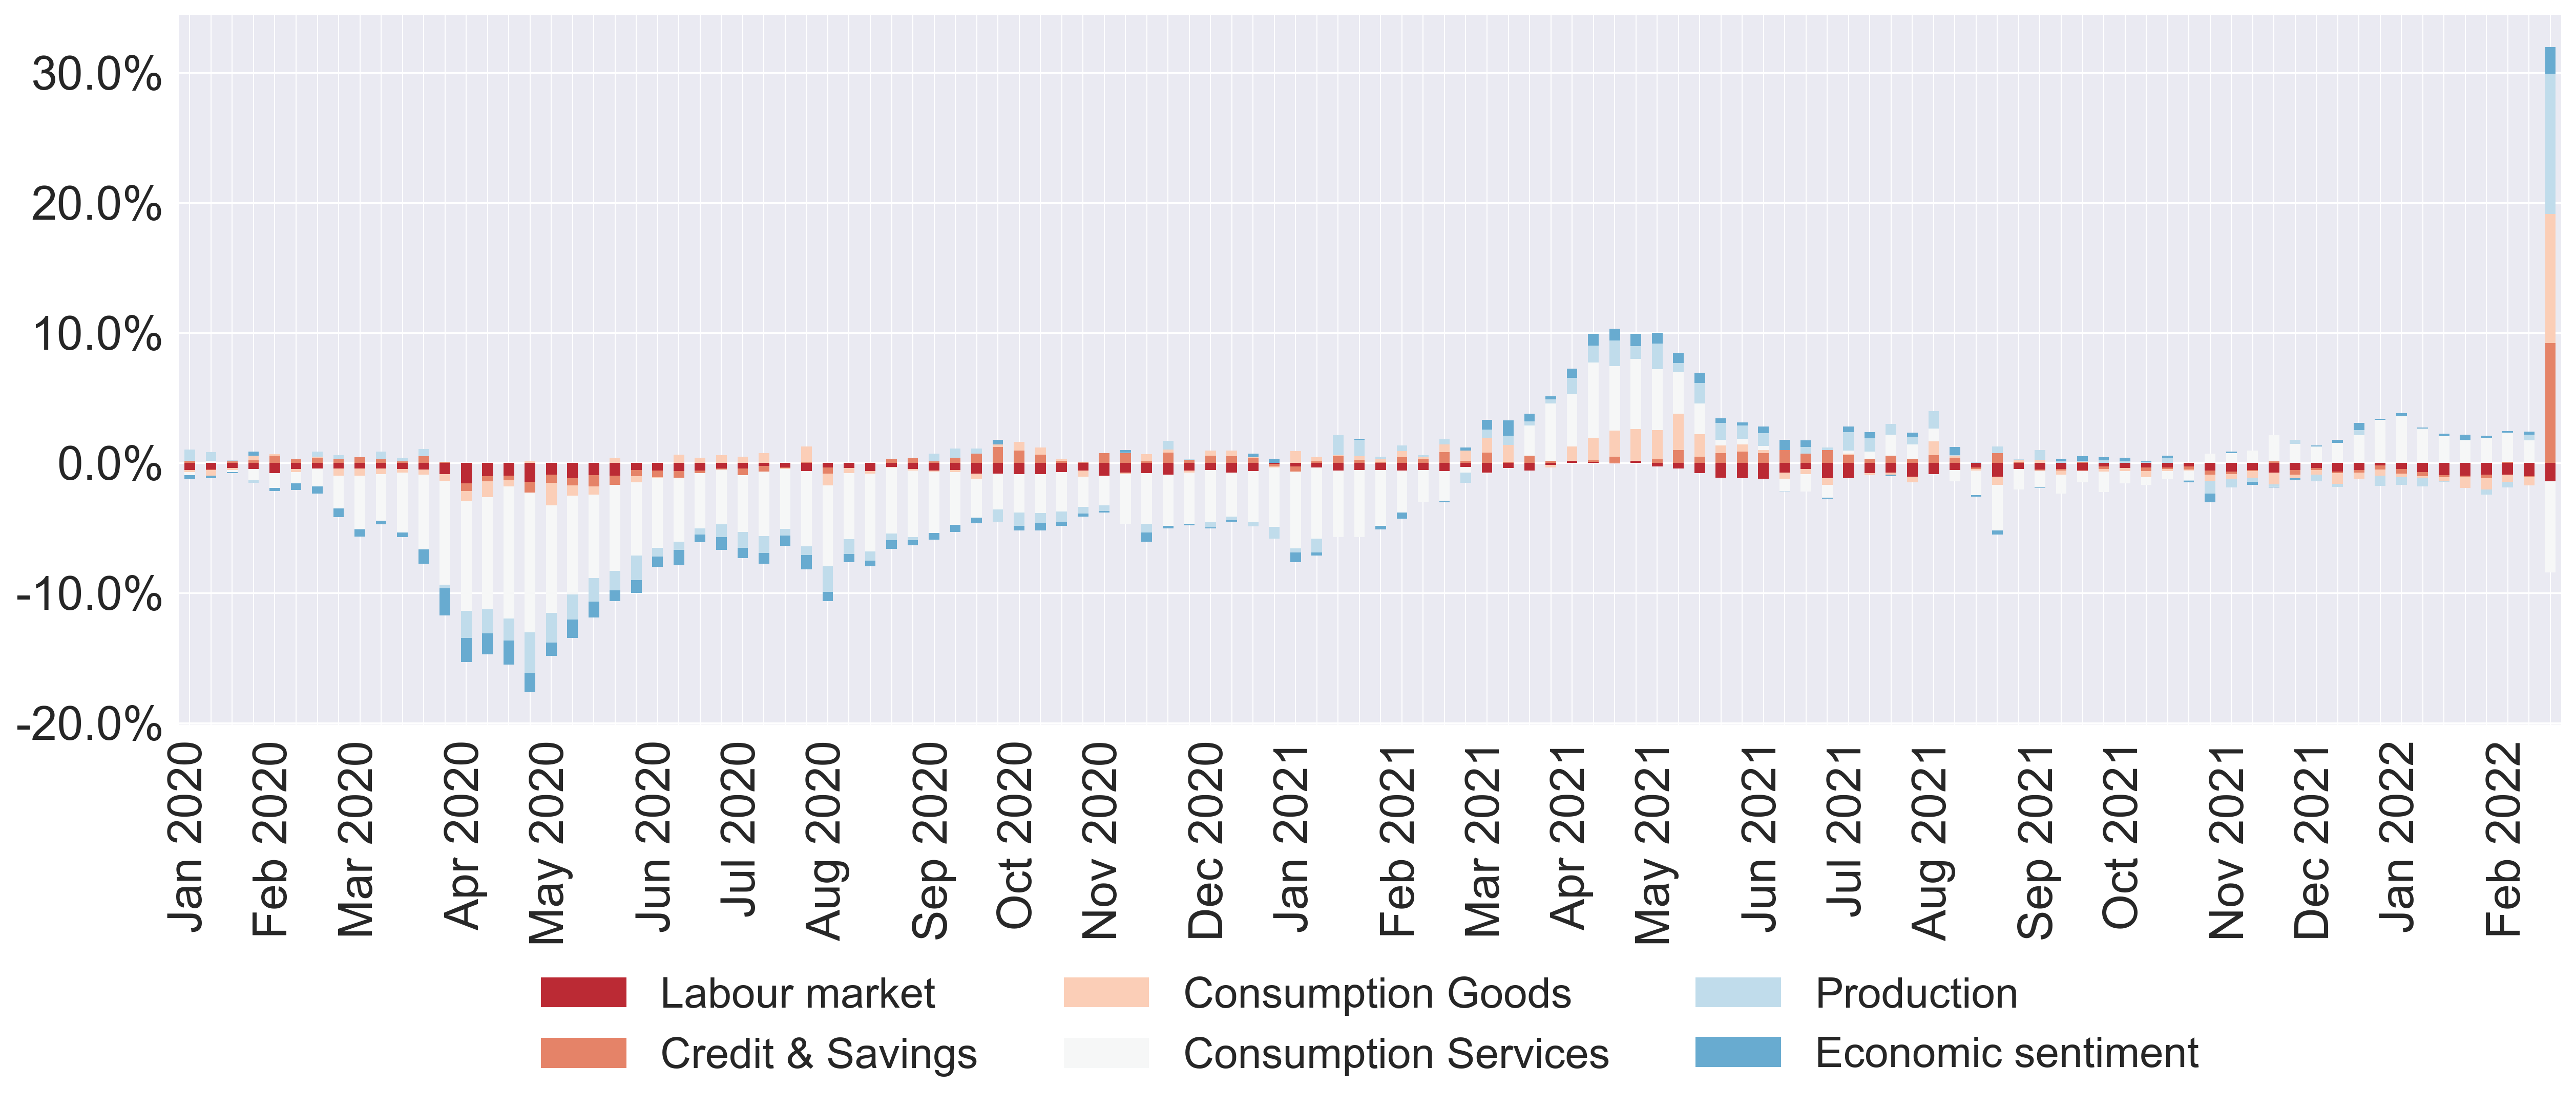 30.0%
20.0%
10.0%
0.0%
-10.0%
-20.0%
Jan 2020
Feb 2020
Mar 2020
Apr 2020
May 2020
Jun 2020
Jul 2020
Aug 2020
Sep 2020
Oct 2020
Nov 2020
Dec 2020
Jan 2021
Feb 2021
Mar 2021
Apr 2021
May 2021
Jun 2021
Jul 2021
Aug 2021
Sep 2021
Oct 2021
Nov 2021
Dec 2021
Jan 2022
Feb 2022
Labour market
Consumption Goods
Production
Credit & Savings
Consumption Services
Economic sentiment